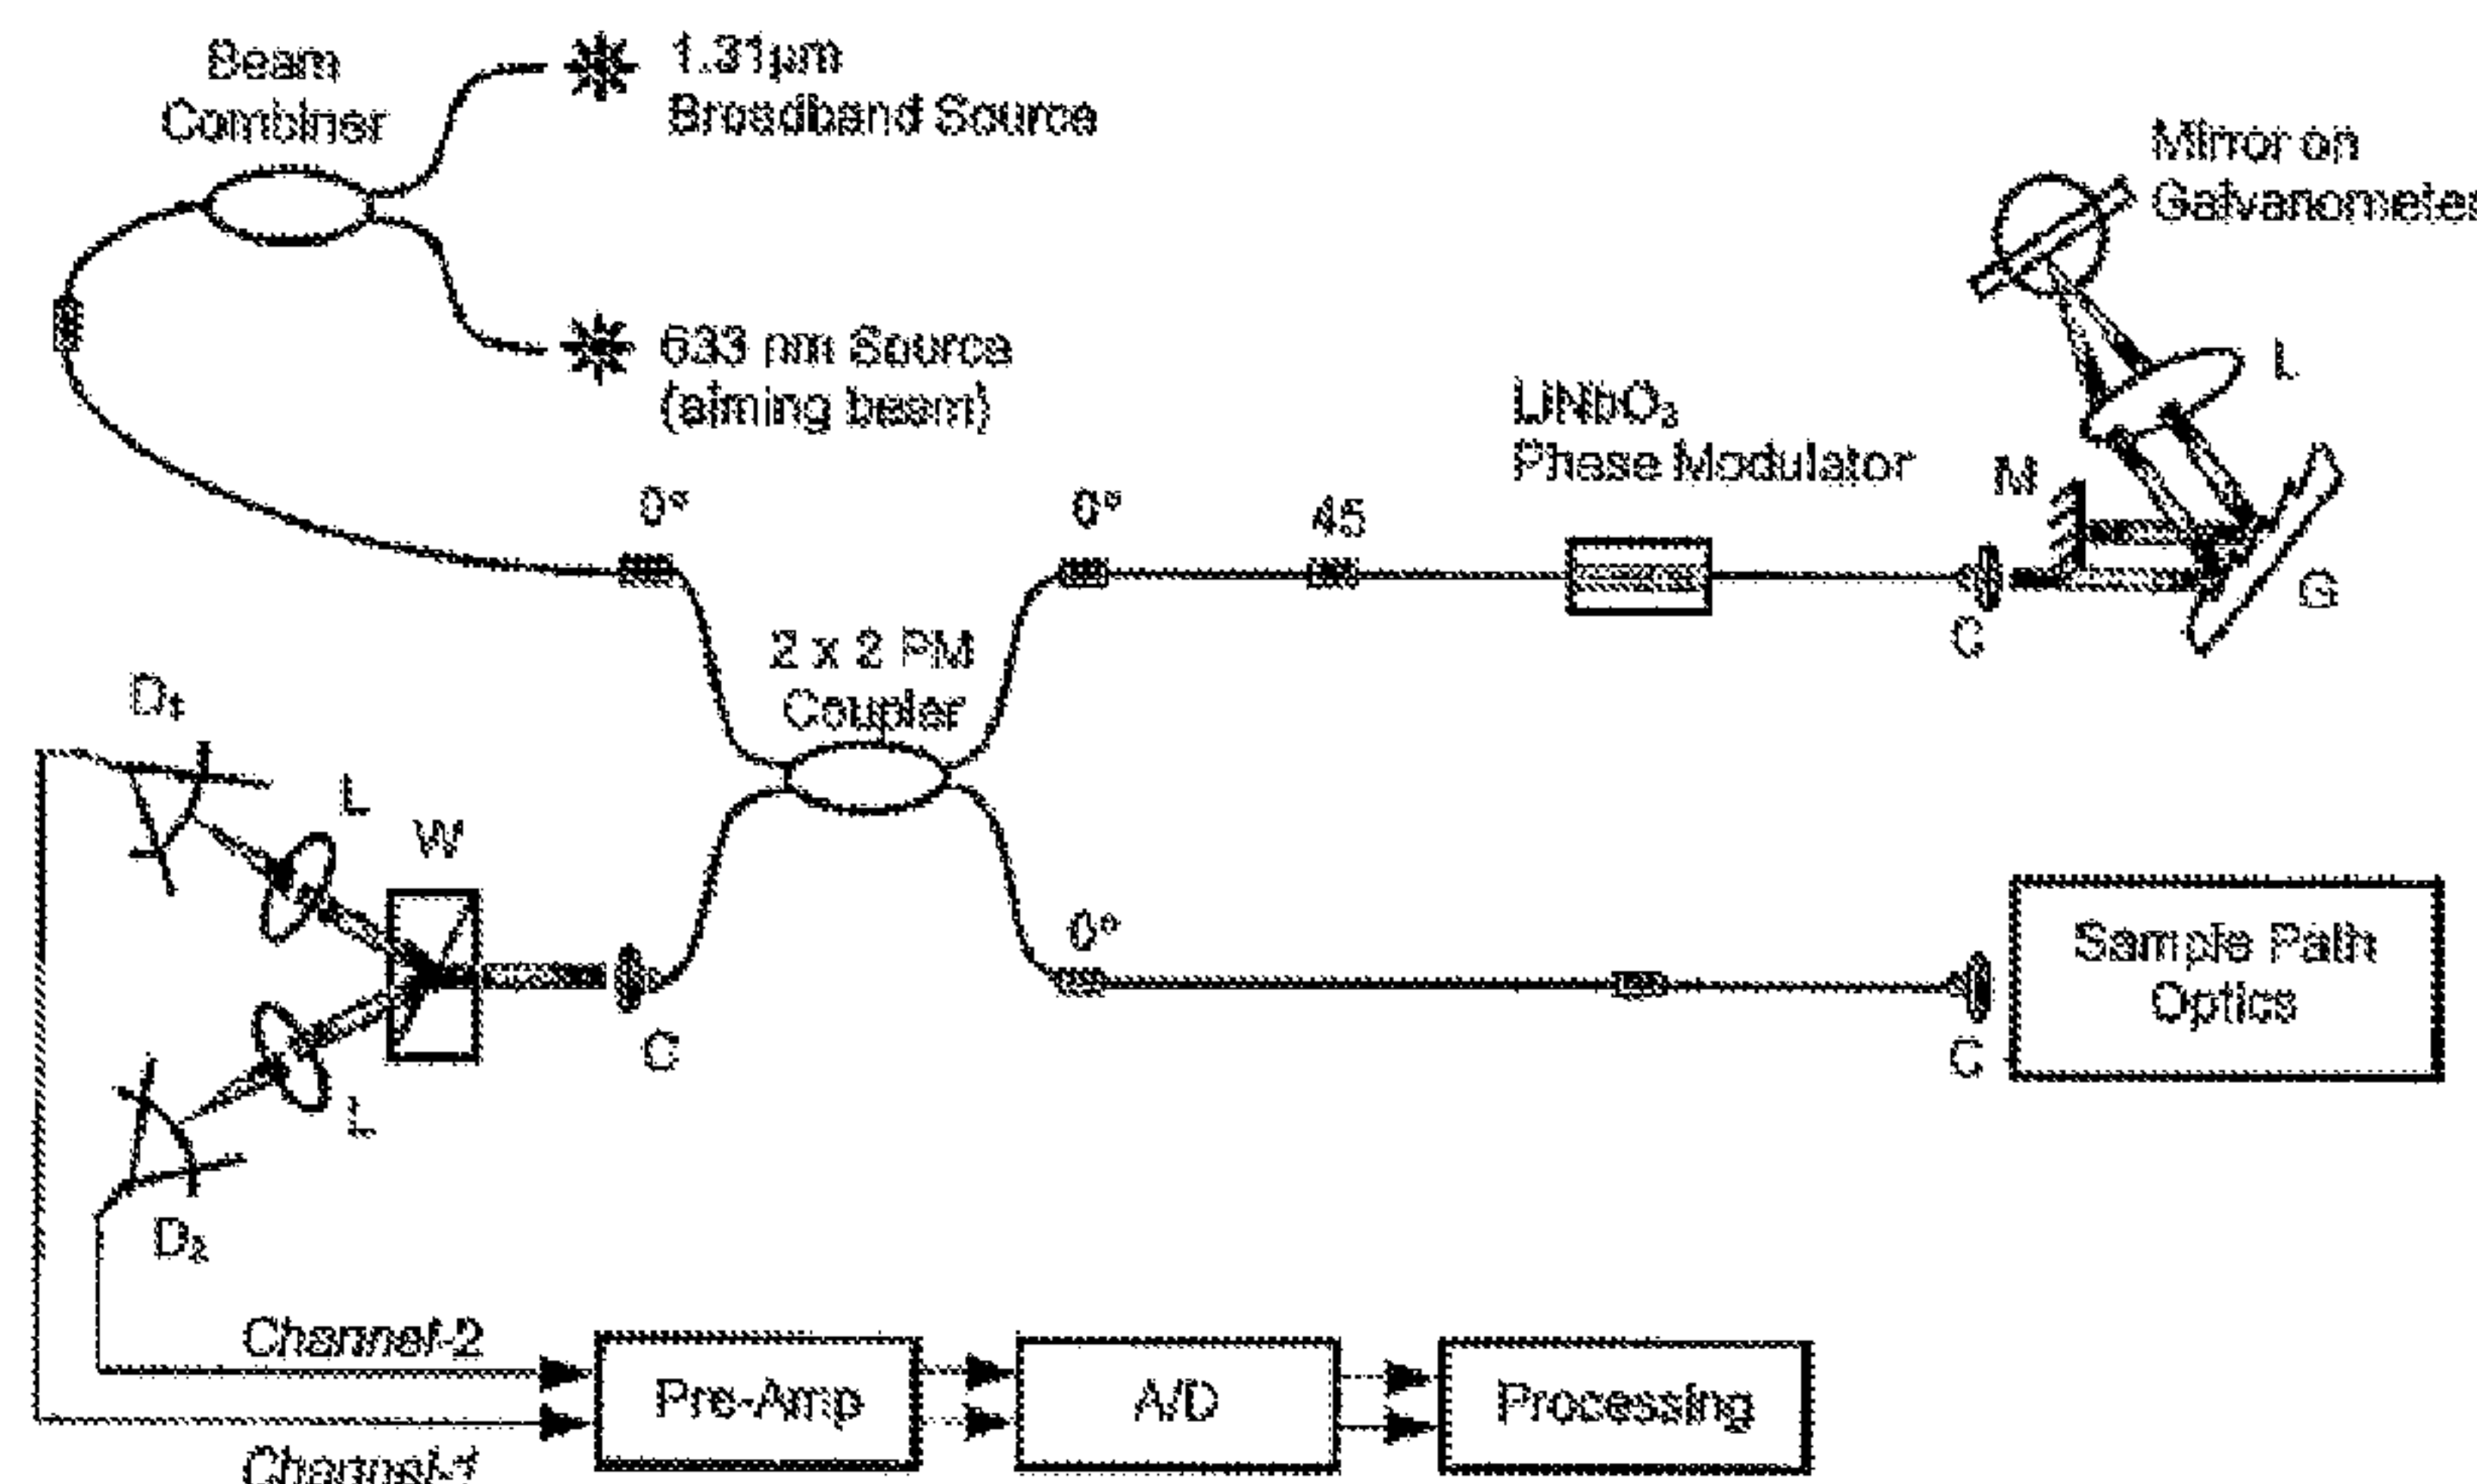 Beam
Combiner
1.31µm
Broadband Source
Mirror on
Galvanometer
633 nm Source
(aiming beam)
L
LiNbO₃
Phase Modulator
M
0°
0°
45
G
C
2 x 2 PM
Coupler
D₁
L
W
0°
Sample Path
Optics
C
C
L
D₂
Channel-2
Pre-Amp
A/D
Processing
Channel-1